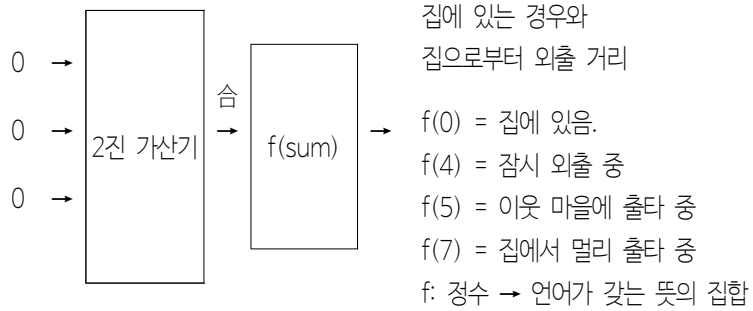 집에 있는 경우와
집으로부터 외출 거리
0 →
0 →
0 →
2진 가산기
合
→
f(sum)
→
f(0) = 집에 있음.
f(4) = 잠시 외출 중
f(5) = 이웃 마을에 출타 중
f(7) = 집에서 멀리 출타 중
f: 정수 → 언어가 갖는 뜻의 집합